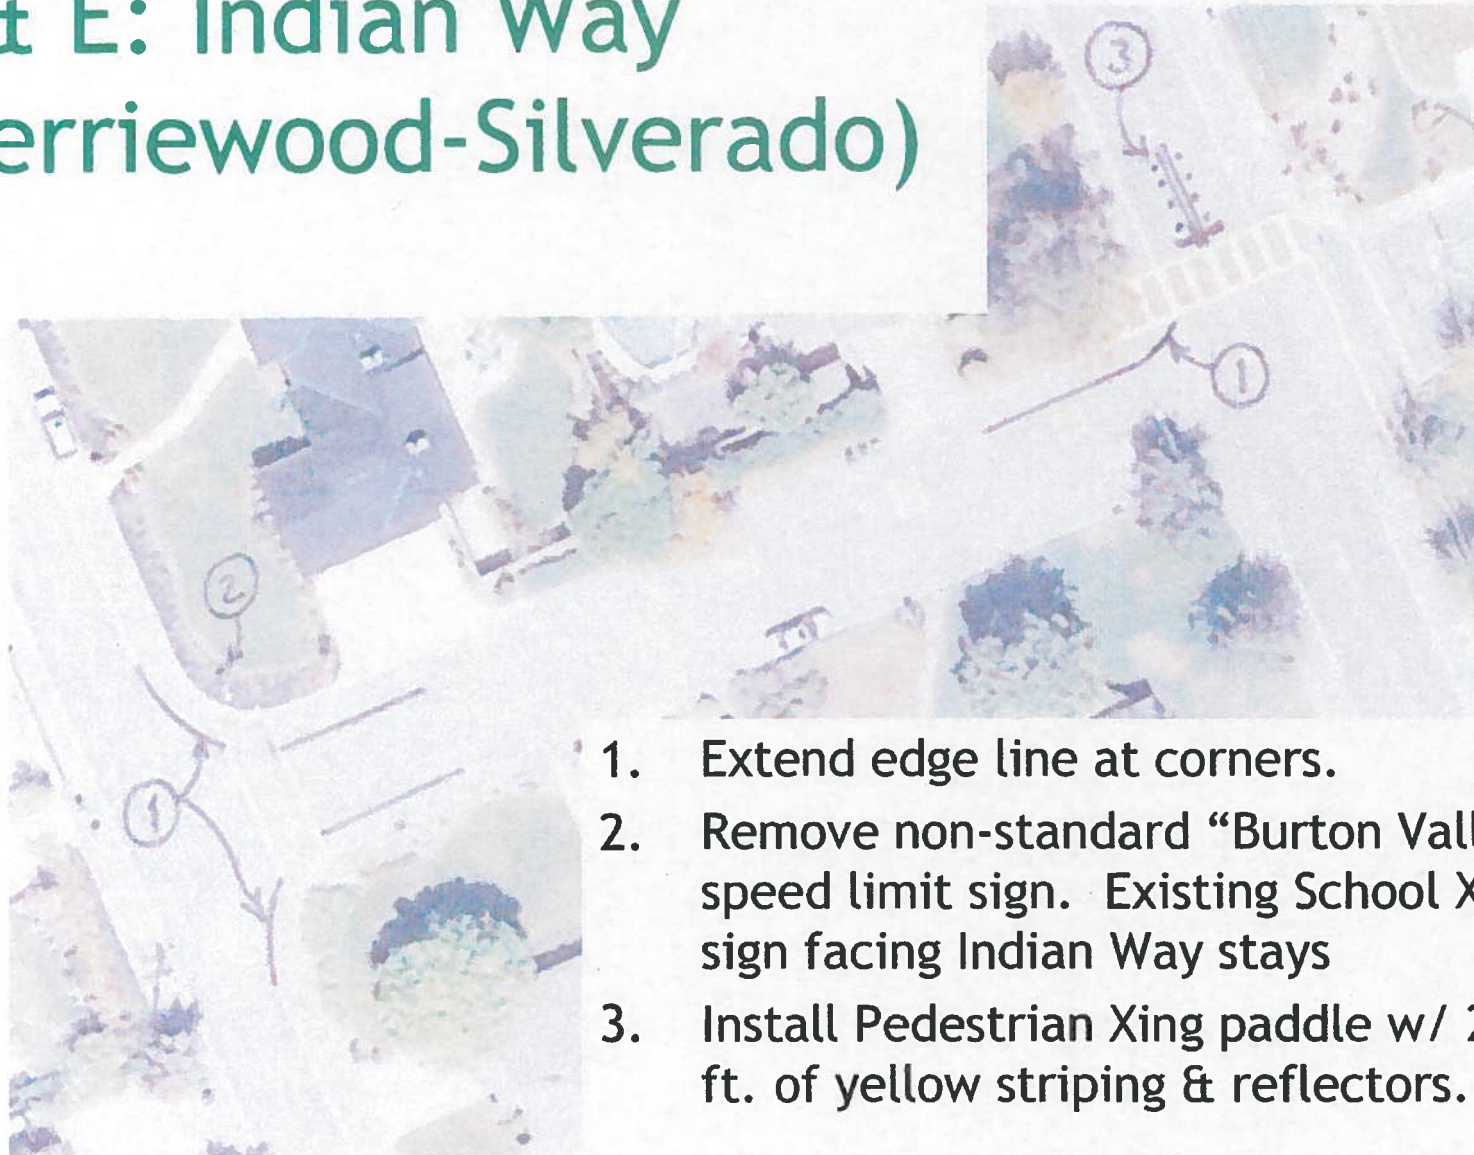 E: Indian Way
erriewood-Silverado)
3
1
2
1
1. Extend edge line at corners.
2. Remove non-standard “Burton Vall
speed limit sign. Existing School X
sign facing Indian Way stays
3. Install Pedestrian Xing paddle w/ 2
ft. of yellow striping & reflectors.